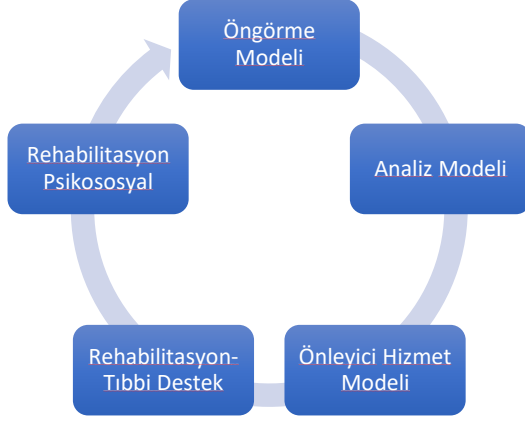 Öngörme
Modeli
Analiz Modeli
Önleyici Hizmet
Modeli
Rehabilitasyon-
Tıbbi Destek
Rehabilitasyon
Psikososyal